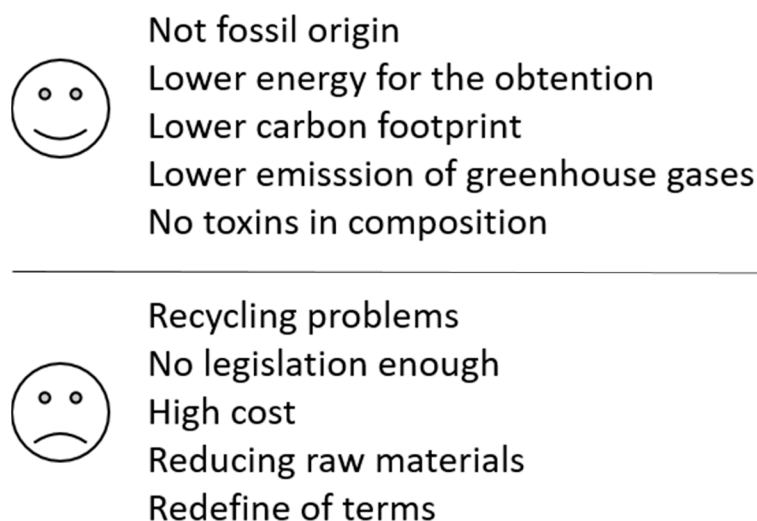 Not fossil origin
Lower energy for the obtention
Lower carbon footprint
Lower emisssion of greenhouse gases
No toxins in composition
Recycling problems
No legislation enough
High cost
Reducing raw materials
Redefine of terms